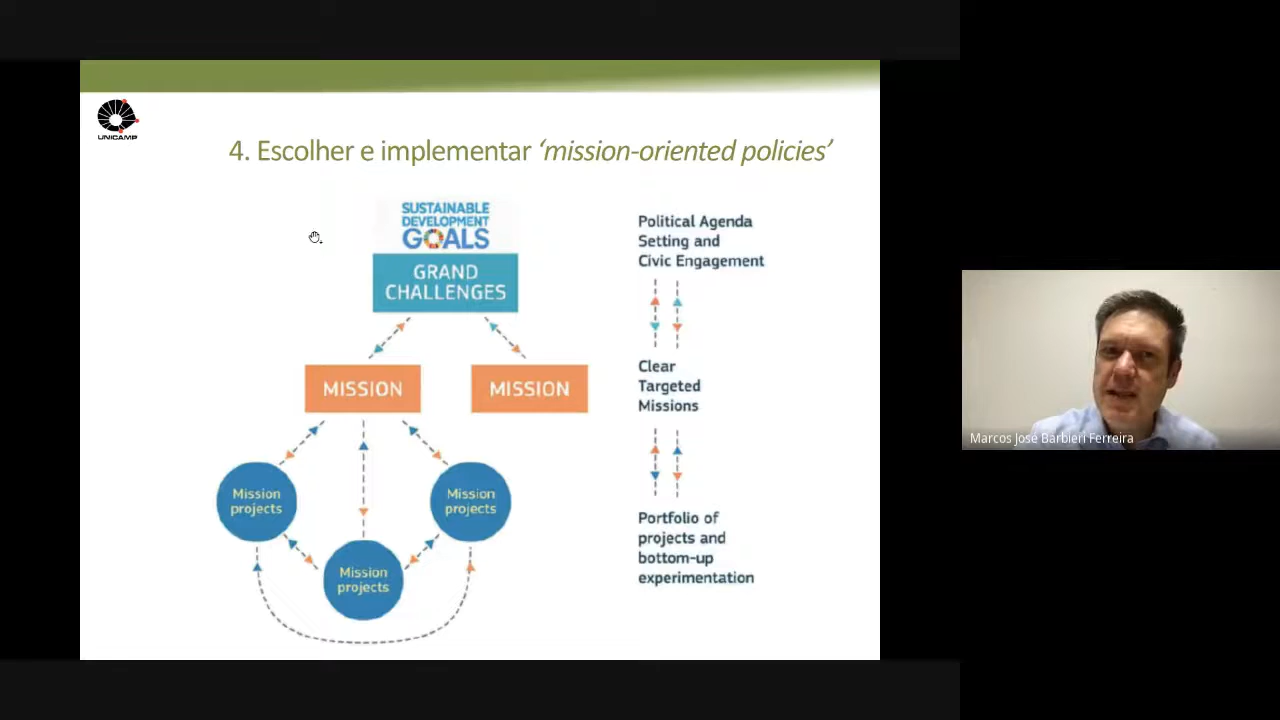 UNICAMP
4. Escolher e implementar ‘mission-oriented policies’
SUSTAINABLE
DEVELOPMENT
GOALS
GRAND
CHALLENGES
MISSION
MISSION
Mission
projects
Mission
projects
Mission
projects
Political Agenda
Setting and
Civic Engagement
Clear
Targeted
Missions
Portfolio of
projects and
bottom-up
experimentation
Marcos José Barbieri Ferreira